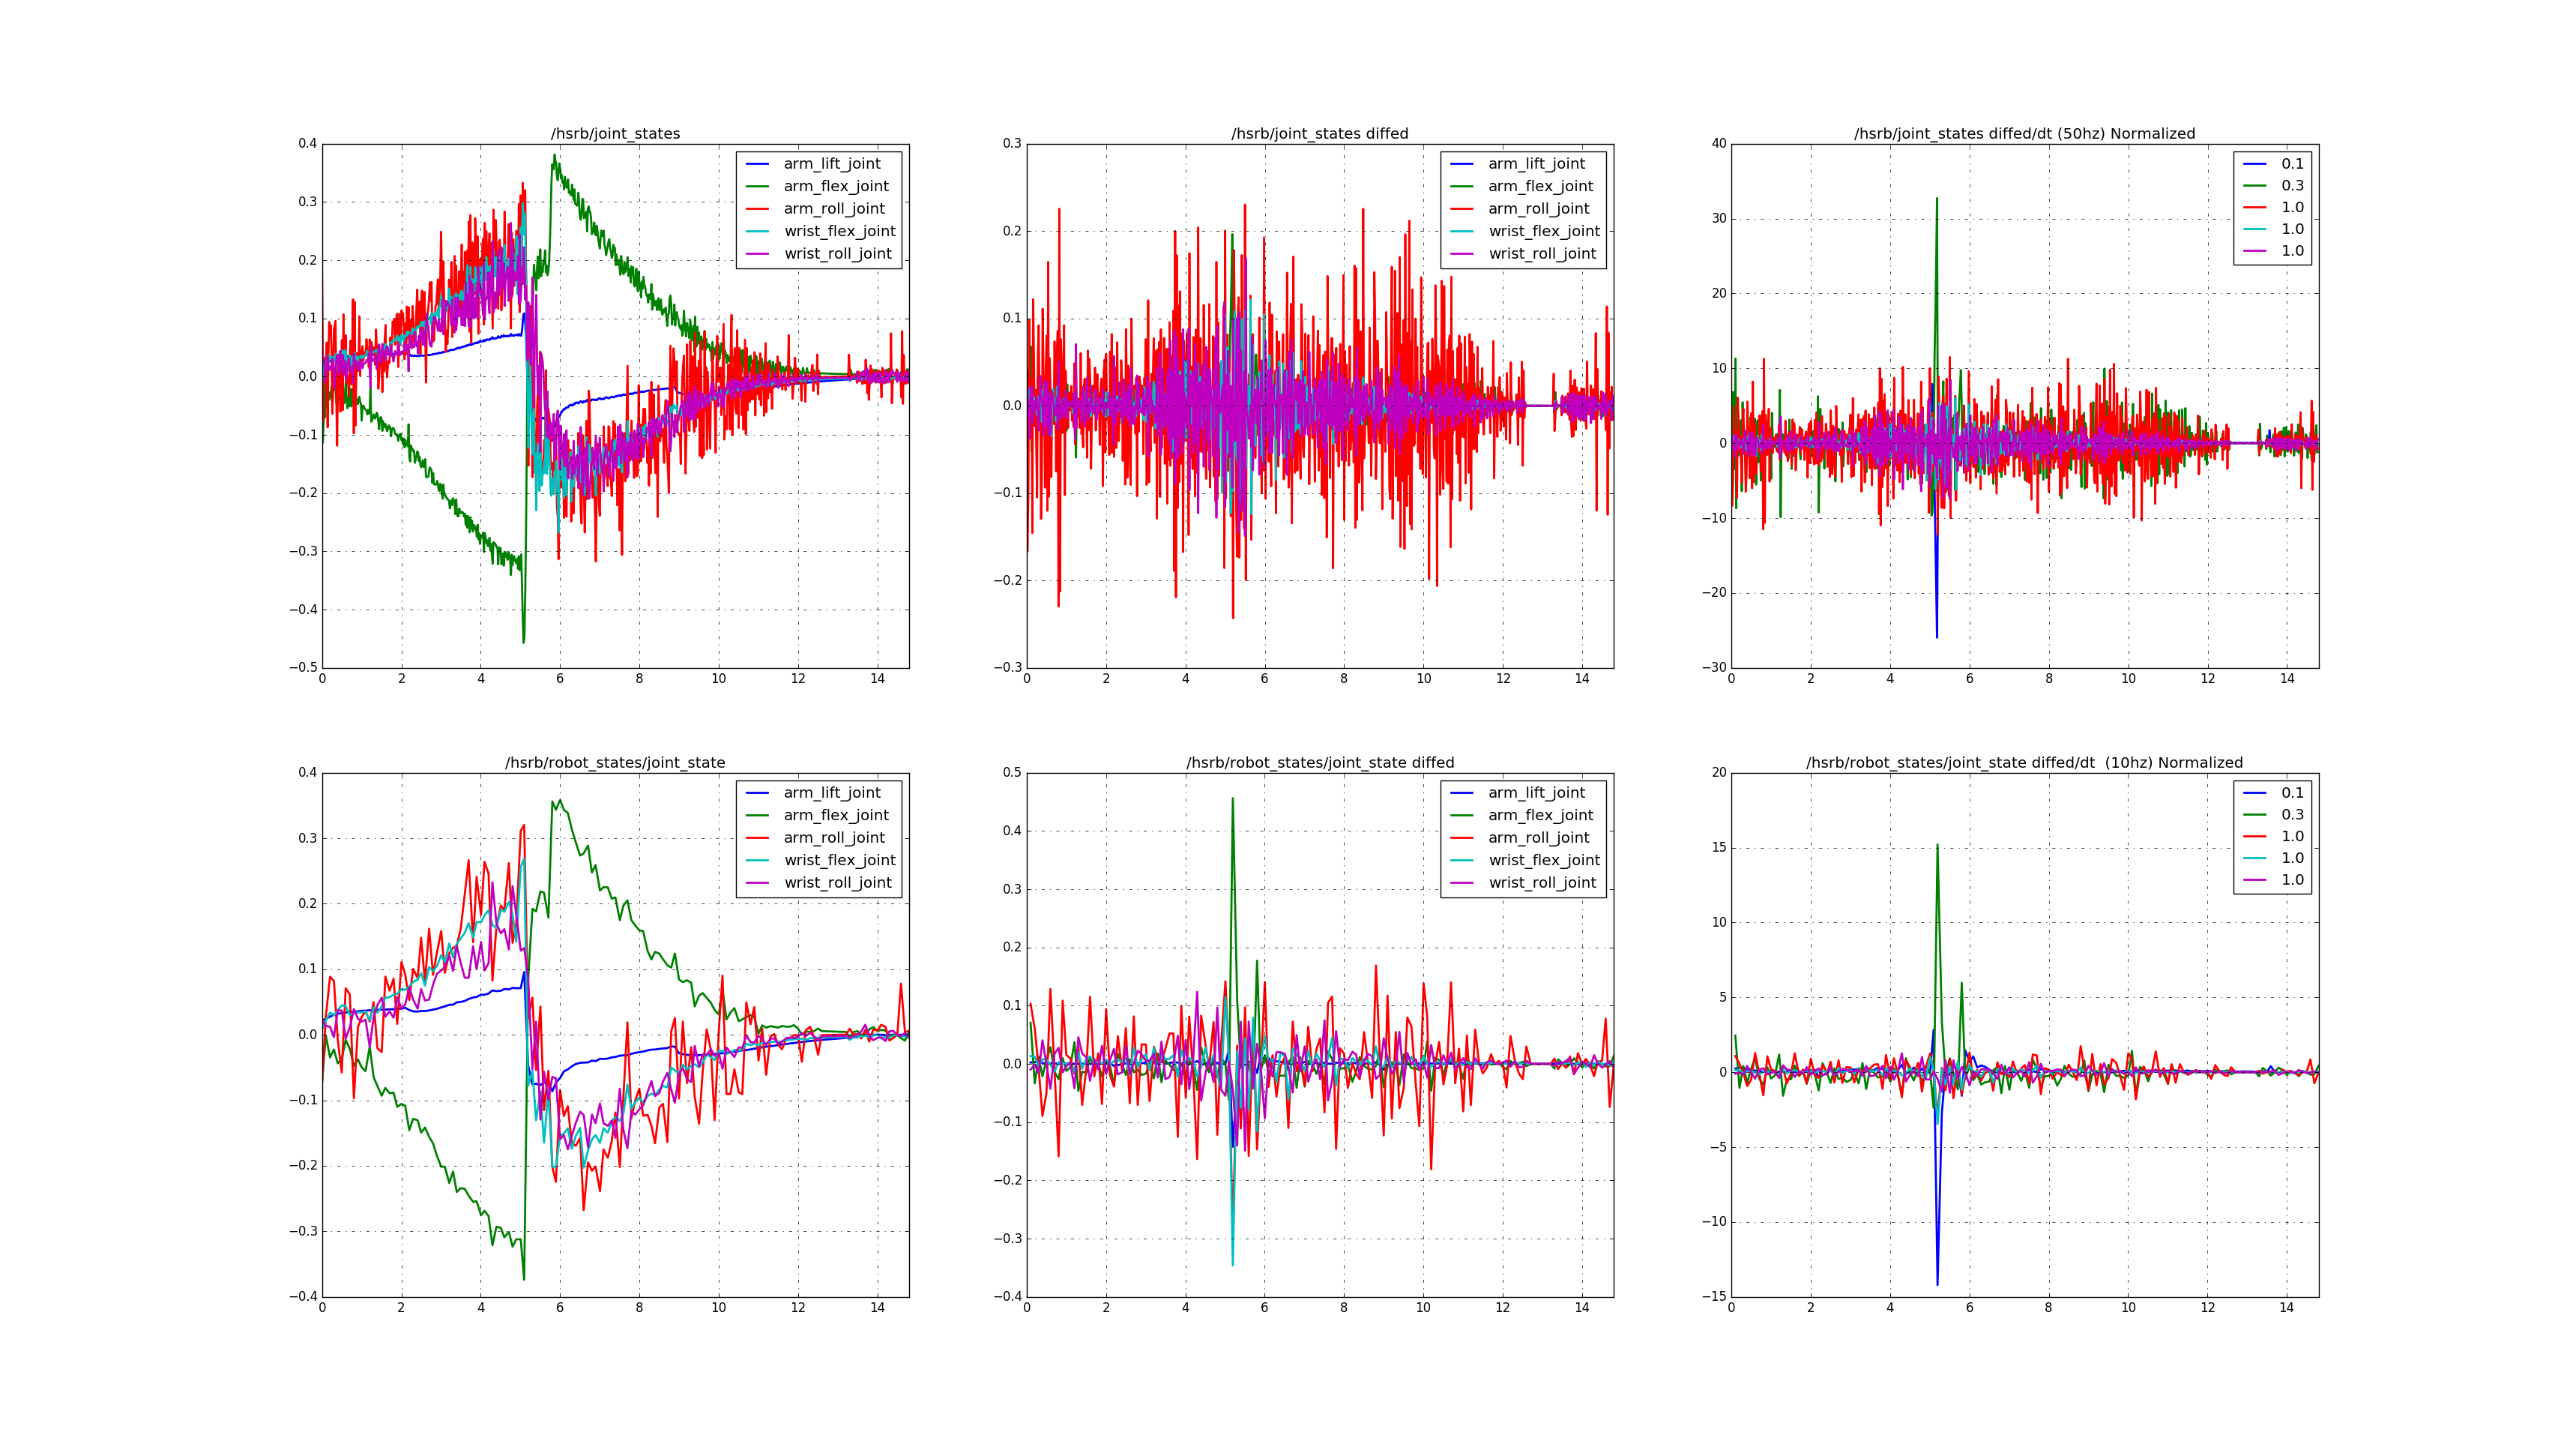 /hsrb/joint_states
0.4
0.3
0.2
0.1
0.0
−0.1
−0.2
−0.3
−0.4
−0.5
0 2 4 6 8 10 12 14
arm_lift_joint
arm_flex_joint
arm_roll_joint
wrist_flex_joint
wrist_roll_joint
/hsrb/joint_states diffed
0.3
0.2
0.1
0.0
−0.1
−0.2
−0.3
0 2 4 6 8 10 12 14
arm_lift_joint
arm_flex_joint
arm_roll_joint
wrist_flex_joint
wrist_roll_joint
/hsrb/joint_states diffed/dt (50hz) Normalized
40
30
20
10
0
−10
−20
−30
0 2 4 6 8 10 12 14
0.1
0.3
1.0
1.0
1.0
/hsrb/robot_states/joint_state
0.4
0.3
0.2
0.1
0.0
−0.1
−0.2
−0.3
−0.4
0 2 4 6 8 10 12 14
arm_lift_joint
arm_flex_joint
arm_roll_joint
wrist_flex_joint
wrist_roll_joint
/hsrb/robot_states/joint_state diffed
0.5
0.4
0.3
0.2
0.1
0.0
−0.1
−0.2
−0.3
−0.4
0 2 4 6 8 10 12 14
arm_lift_joint
arm_flex_joint
arm_roll_joint
wrist_flex_joint
wrist_roll_joint
/hsrb/robot_states/joint_state diffed/dt  (10hz) Normalized
20
15
10
5
0
−5
−10
−15
0 2 4 6 8 10 12 14
0.1
0.3
1.0
1.0
1.0